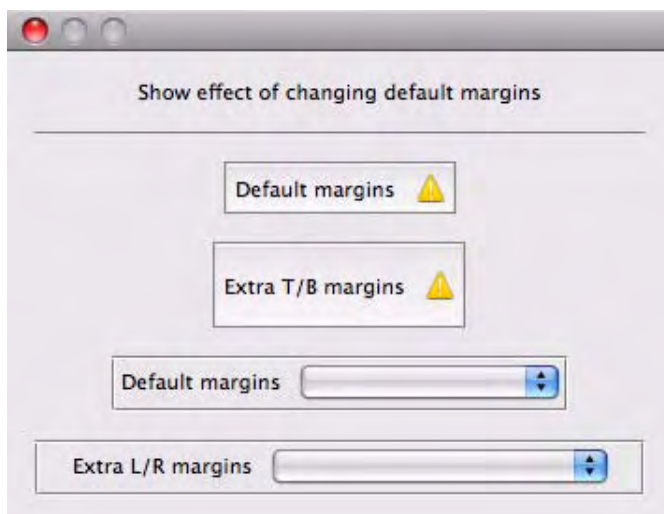 Show effect of changing default margins
Default margins
Extra T/B margins
Default margins
Extra L/R margins